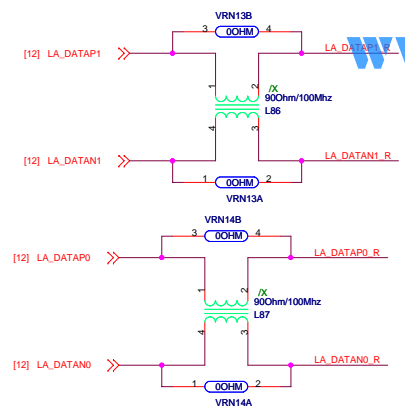 VRN13B
3 0OHM 4
[12] LA_DATAP1
LA_DATAP1_R
1 2
/X
90Ohm/100Mhz
L86
4 3
[12] LA_DATAN1
LA_DATAN1_R
1 0OHM 2
VRN13A
VRN14B
3 0OHM 4
[12] LA_DATAP0
LA_DATAP0_R
1 2
/X
90Ohm/100Mhz
L87
4 3
[12] LA_DATAN0
LA_DATAN0_R
1 0OHM 2
VRN14A